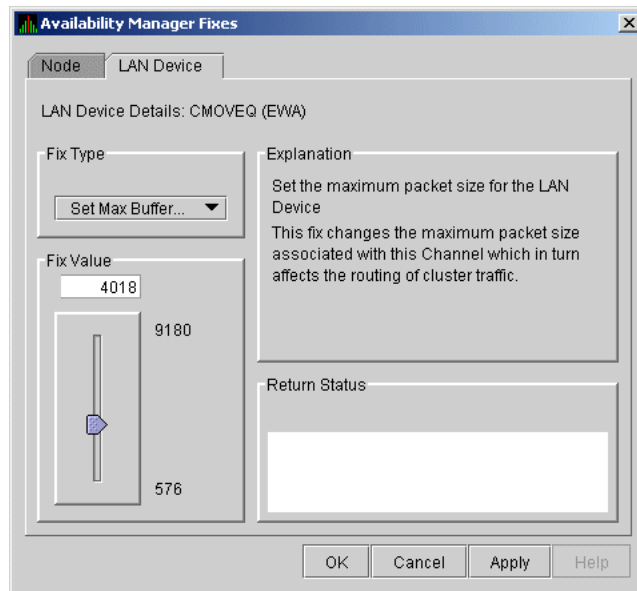 Availability Manager Fixes
Node
LAN Device
LAN Device Details: CMOVEQ (EWA)
Fix Type
Set Max Buffer...
Explanation
Set the maximum packet size for the LAN
Device
This fix changes the maximum packet size
associated with this Channel which in turn
affects the routing of cluster traffic.
Fix Value
4018
9180
576
Return Status
OK
Cancel
Apply
Help